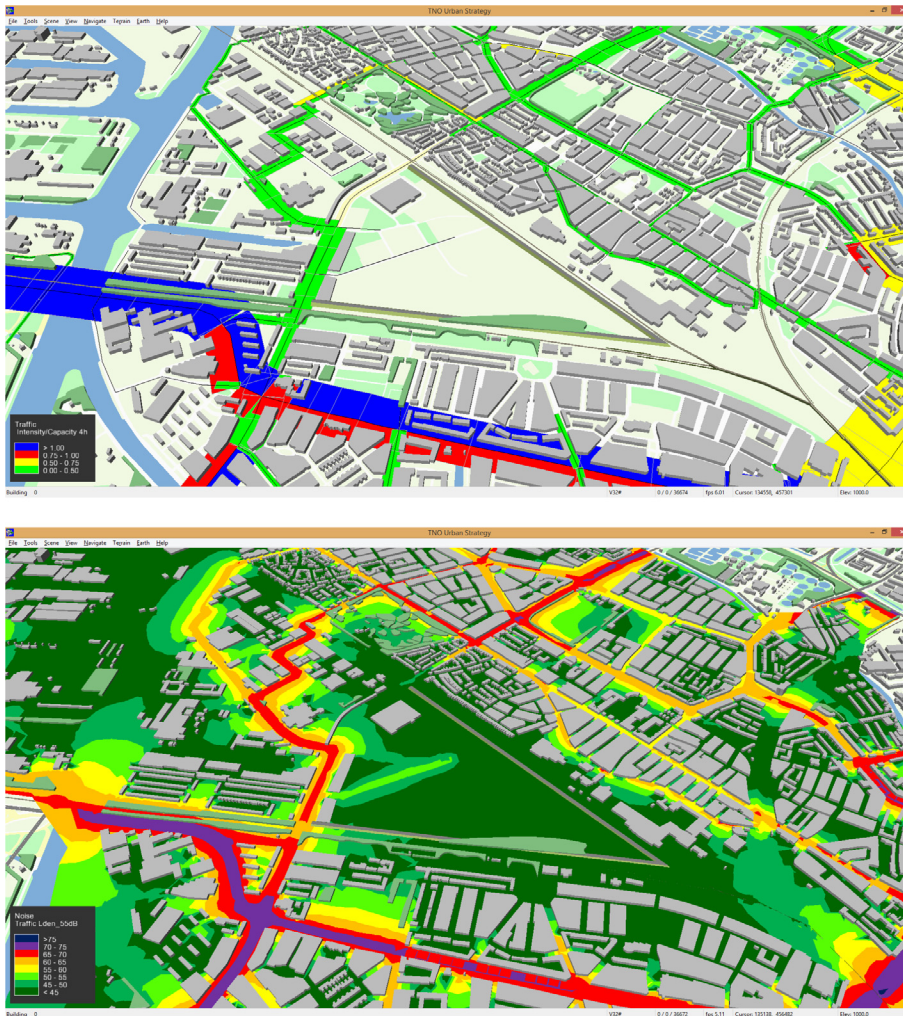 TNO Urban Strategy
File Tools Scene View Navigate Terrain Earth Help
Traffic
Intensity/Capacity 4h
> 1.00
0.75 - 1.00
0.50 - 0.75
0.00 - 0.50
Building 0 V32# 0 / 0 / 36674 fps 6.01 Cursor: 134558, 457301 Elev: 1000.0
TNO Urban Strategy
File Tools Scene View Navigate Terrain Earth Help
Noise
Traffic Lden_55dB
>75
70 - 75
65 - 70
60 - 65
55 - 60
50 - 55
45 - 50
< 45
Building 0 V32# 0 / 0 / 36672 fps 5.11 Cursor: 135138, 456482 Elev: 1000.0